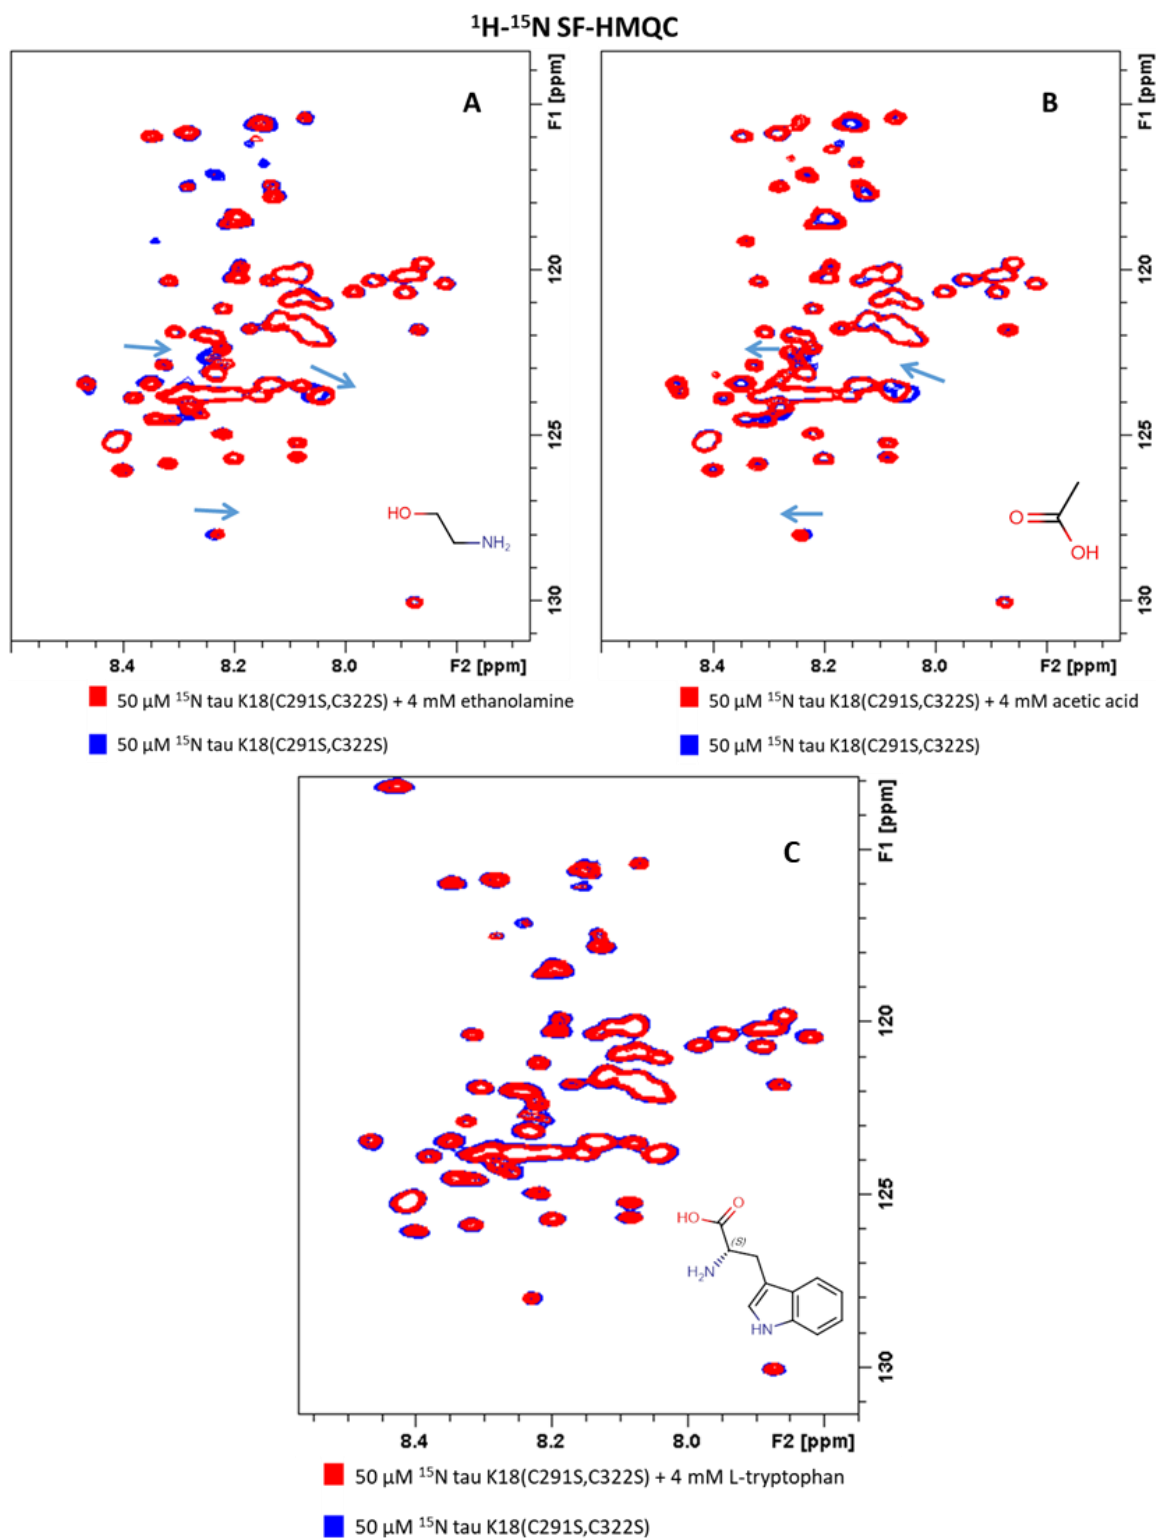 ¹H-¹⁵N SF-HMQC
A
F1 [ppm]
120
125
130
8.4 8.2 8.0 F2 [ppm]
HO
NH₂
50 µM ¹⁵N tau K18(C291S,C322S) + 4 mM ethanolamine
50 µM ¹⁵N tau K18(C291S,C322S)
B
F1 [ppm]
120
125
130
8.4 8.2 8.0 F2 [ppm]
O
OH
50 µM ¹⁵N tau K18(C291S,C322S) + 4 mM acetic acid
50 µM ¹⁵N tau K18(C291S,C322S)
C
F1 [ppm]
120
125
130
8.4 8.2 8.0 F2 [ppm]
O
HO
(S)
H₂N
HN
50 µM ¹⁵N tau K18(C291S,C322S) + 4 mM L-tryptophan
50 µM ¹⁵N tau K18(C291S,C322S)